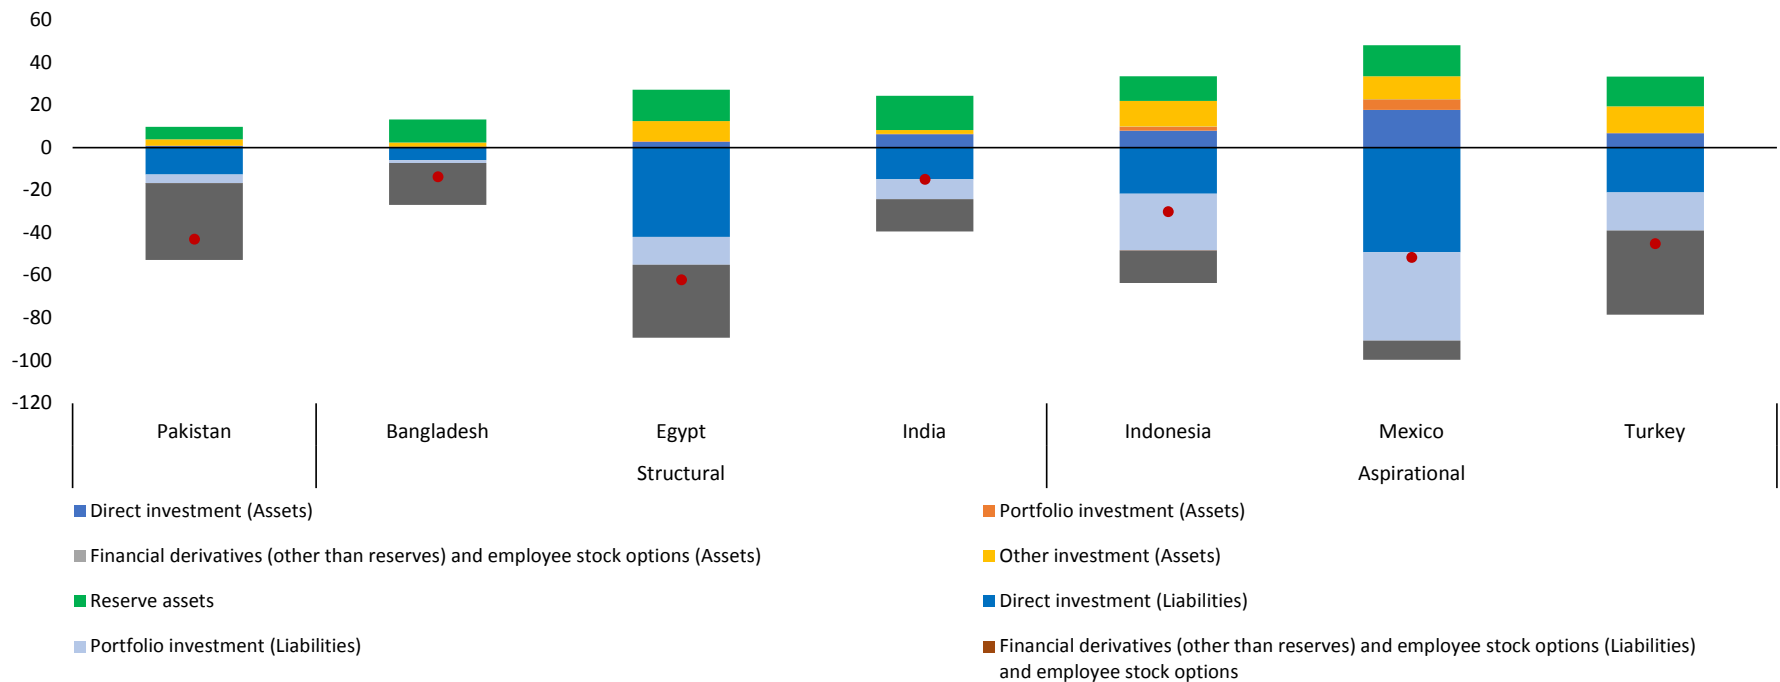 60
40
20
0
-20
-40
-60
-80
-100
-120
Pakistan
Bangladesh
Egypt
India
Indonesia
Mexico
Turkey
Structural
Aspirational
Direct investment (Assets)
Portfolio investment (Assets)
Financial derivatives (other than reserves) and employee stock options (Assets)
Other investment (Assets)
Reserve assets
Direct investment (Liabilities)
Portfolio investment (Liabilities)
Financial derivatives (other than reserves) and employee stock options (Liabilities)
and employee stock options